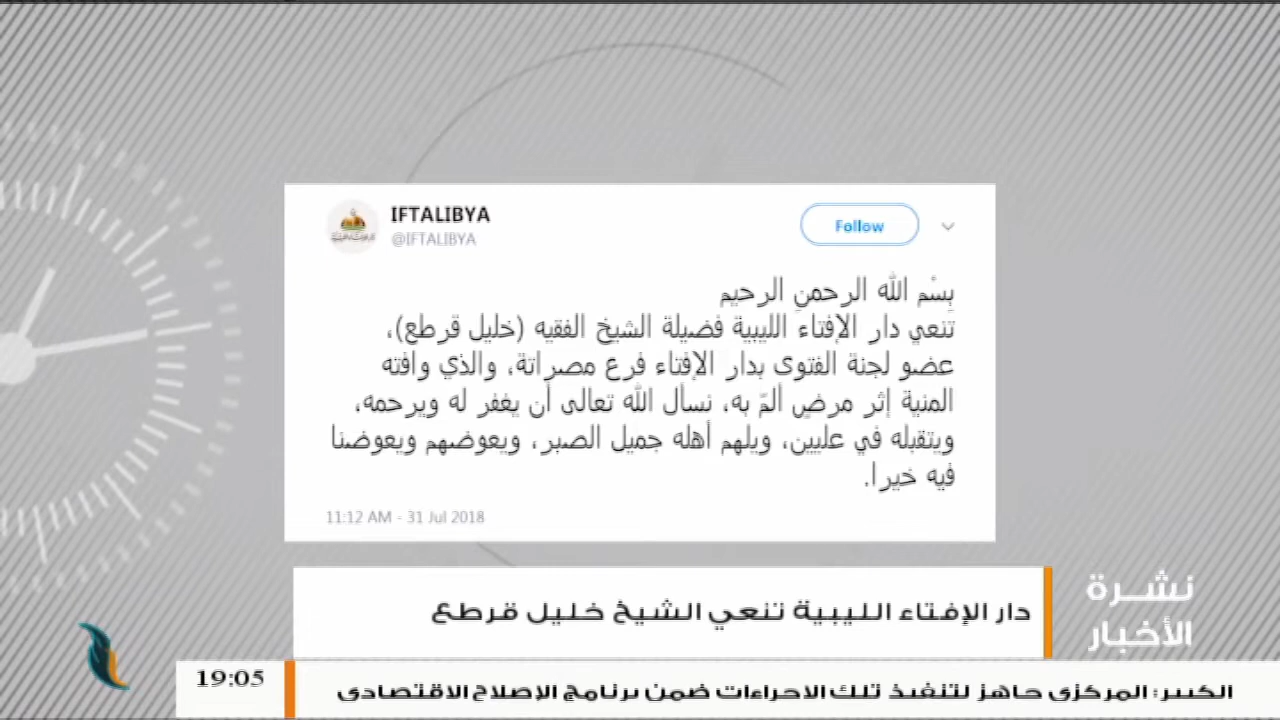 IFTALIBYA
@IFTALIBYA
Follow
بِسْمِ الله الرحمنِ الرحيم
تنعي دار الإفتاء الليبية فضيلة الشيخ الفقيه (خليل قرطع)،
عضو لجنة الفتوى بدار الإفتاء فرع مصراتة، والذي وافته
المنية إثر مرضٍ ألمّ به، نسأل الله تعالى أن يغفر له ويرحمه،
ويتقبله في عليين، ويلهم أهله جميل الصبر، ويعوضهم ويعوضنا
فيه خيرا.
11:12 AM - 31 Jul 2018
نشرة
الأخبار
دار الإفتاء الليبية تنعي الشيخ خليل قرطع
19:05
الكبير: المركزي جاهز لتنفيذ تلك الاجراءات ضمن برنامج الإصلاح الاقتصادي